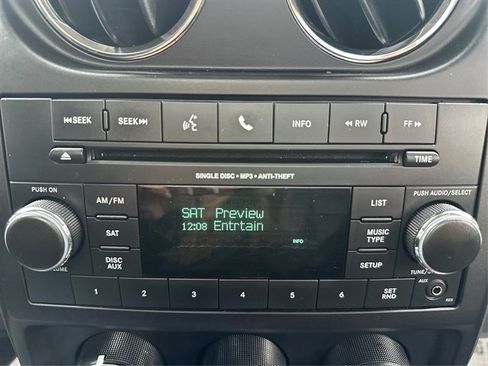 SEEK SEEK INFO RW FF
SINGLE DISC • MP3 • ANTI-THEFT TIME
PUSH ON PUSH AUDIO/SELECT
AM/FM LIST
SAT Preview
SAT 12:08 Entrtain MUSIC TYPE
INFO
DISC AUX SETUP
AUX
1 2 3 4 5 6 SET RND